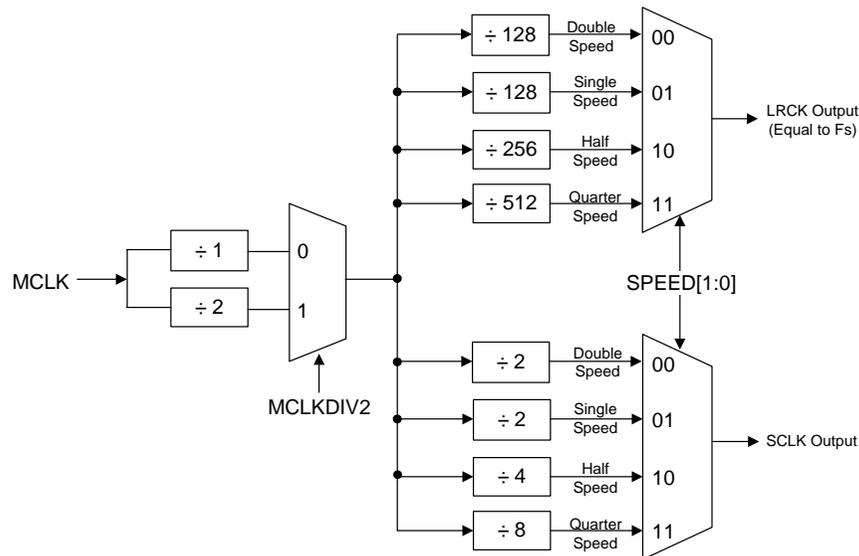 ÷ 128
Double
Speed
00
÷ 128
Single
Speed
01
LRCK Output
(Equal to Fs)
÷ 256
Half
Speed
10
÷ 512
Quarter
Speed
11
÷ 1
0
MCLK
SPEED[1:0]
÷ 2
1
MCLKDIV2
÷ 2
Double
Speed
00
÷ 2
Single
Speed
01
SCLK Output
÷ 4
Half
Speed
10
÷ 8
Quarter
Speed
11